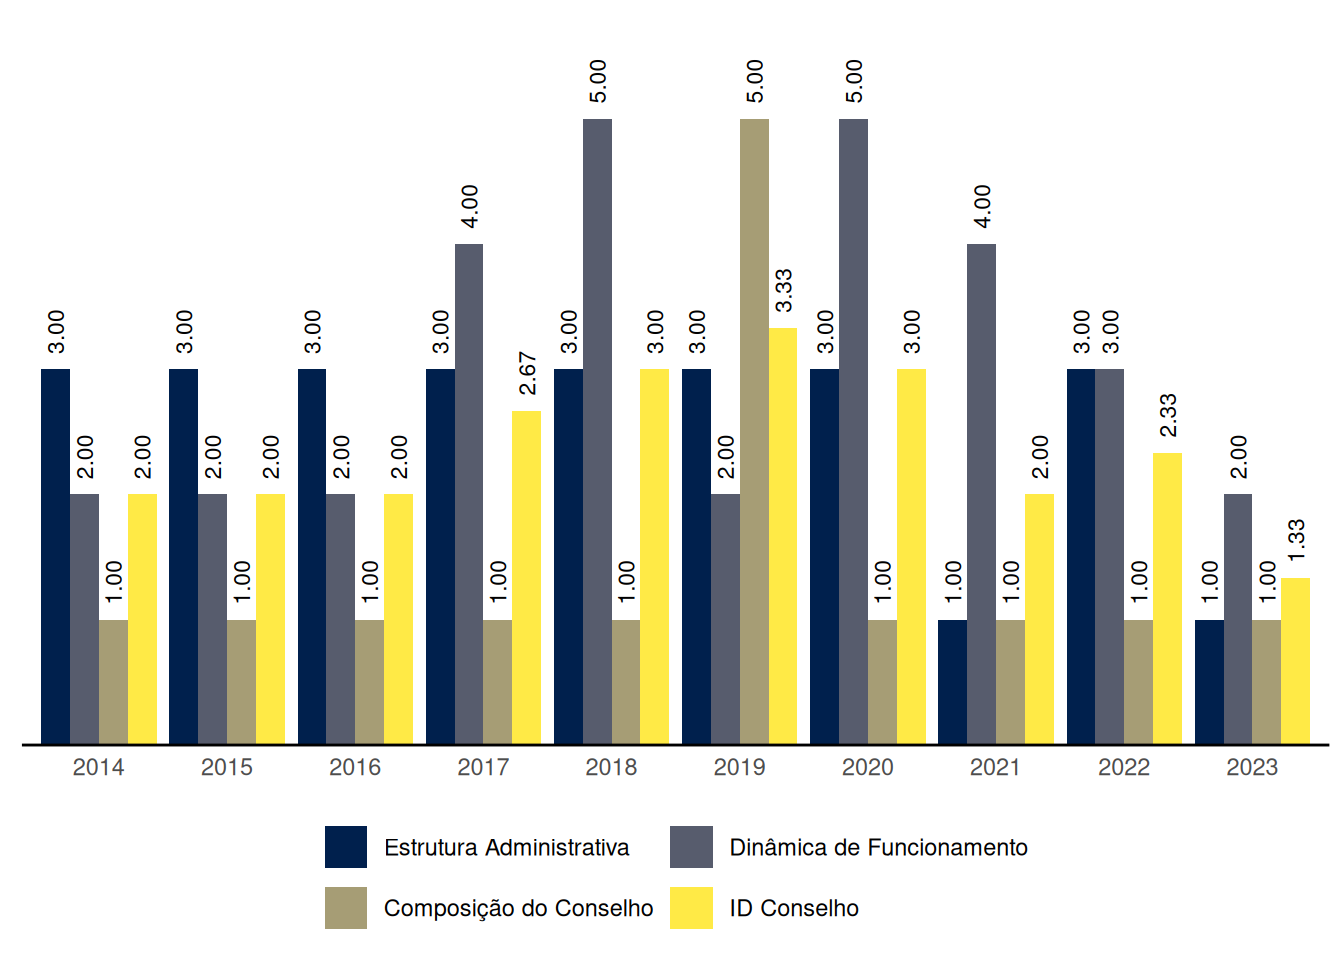 3.00 2.00 1.00 2.00
3.00 2.00 1.00 2.00
3.00 2.00 1.00 2.00
3.00 4.00 1.00 2.67
3.00 5.00 1.00 3.00
3.00 2.00 5.00 3.33
3.00 5.00 1.00 3.00
1.00 4.00 1.00 2.00
3.00 3.00 1.00 2.33
1.00 2.00 1.00 1.33
2014 2015 2016 2017 2018 2019 2020 2021 2022 2023
Estrutura Administrativa Dinâmica de Funcionamento
Composição do Conselho ID Conselho